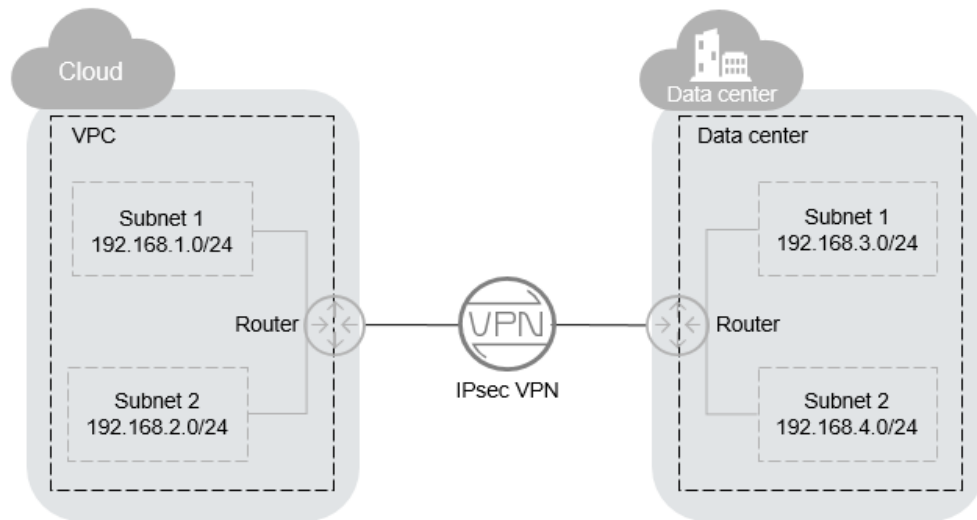 Cloud
VPC
Subnet 1
192.168.1.0/24
Router
Subnet 2
192.168.2.0/24
VPN
IPsec VPN
Data center
Data center
Subnet 1
192.168.3.0/24
Router
Subnet 2
192.168.4.0/24